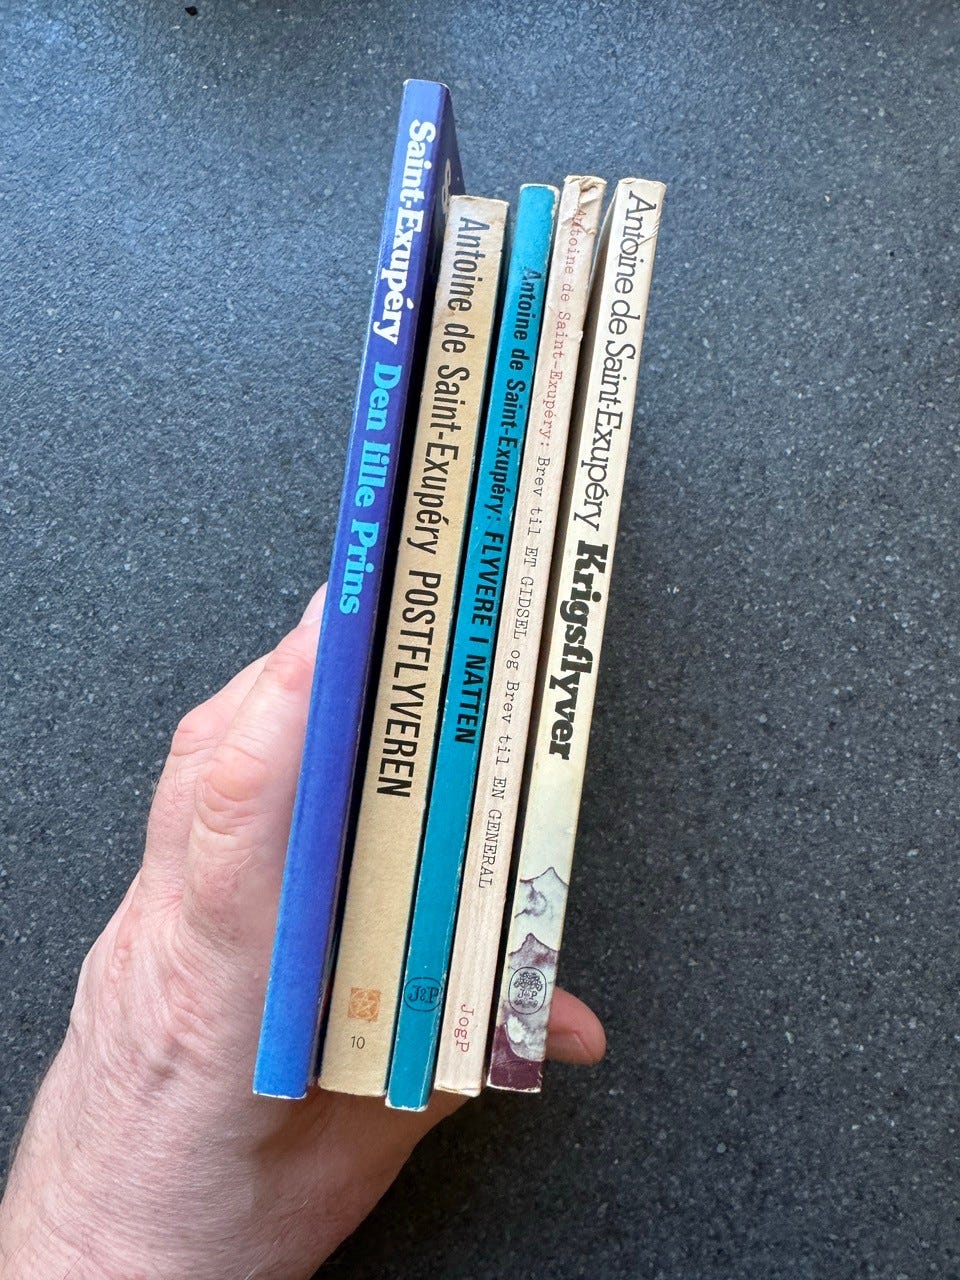 Saint-Exupéry Den lille Prins
Antoine de Saint-Exupéry POSTFLYVEREN
10
Antoine de Saint-Exupéry: FLYVERE I NATTEN
J&P
Antoine de Saint-Exupéry: Brev til ET GIDSEL og Brev til EN GENERAL
JogP
Antoine de Saint-Exupéry Krigsflyver
J&P